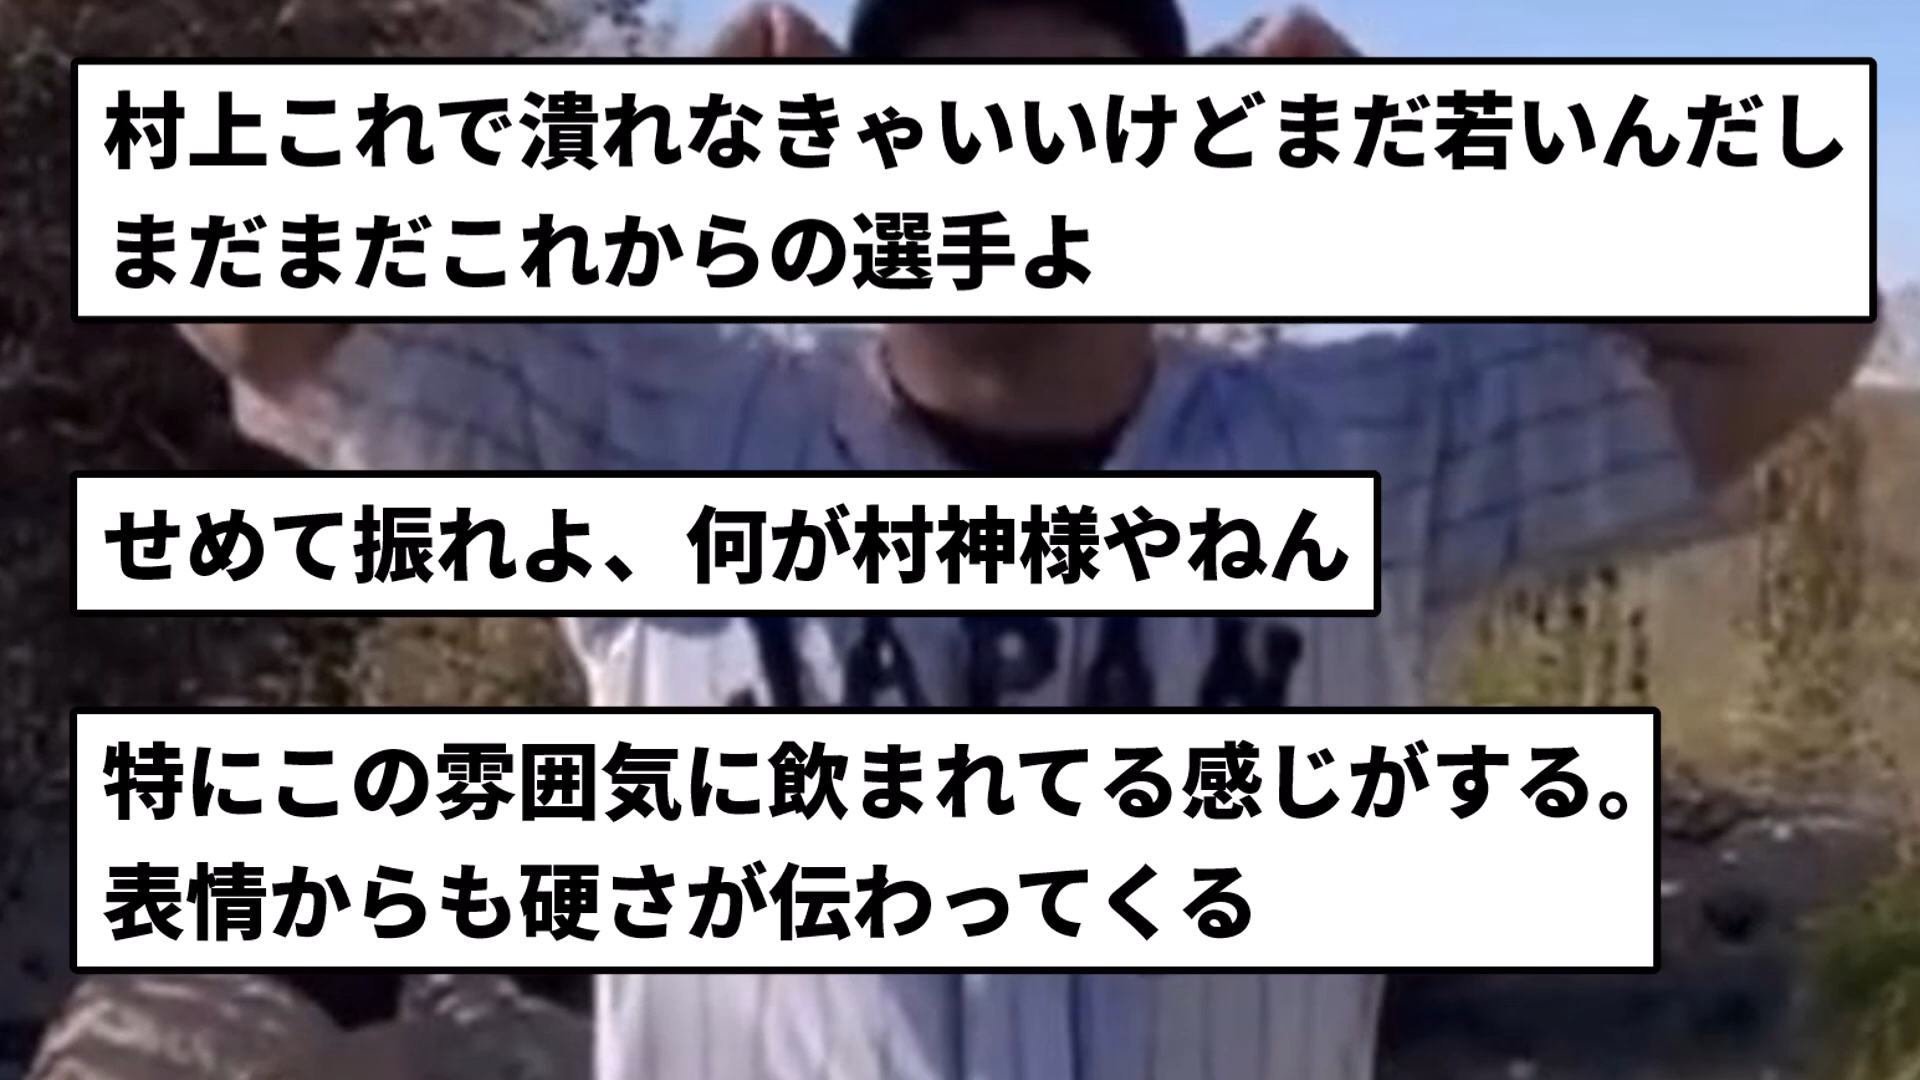 村上これで潰れなきゃいいけどまだ若いんだし
まだまだこれからの選手よ
せめて振れよ、何が村神様やねん
JAPAN
特にこの雰囲気に飲まれてる感じがする。
表情からも硬さが伝わってくる